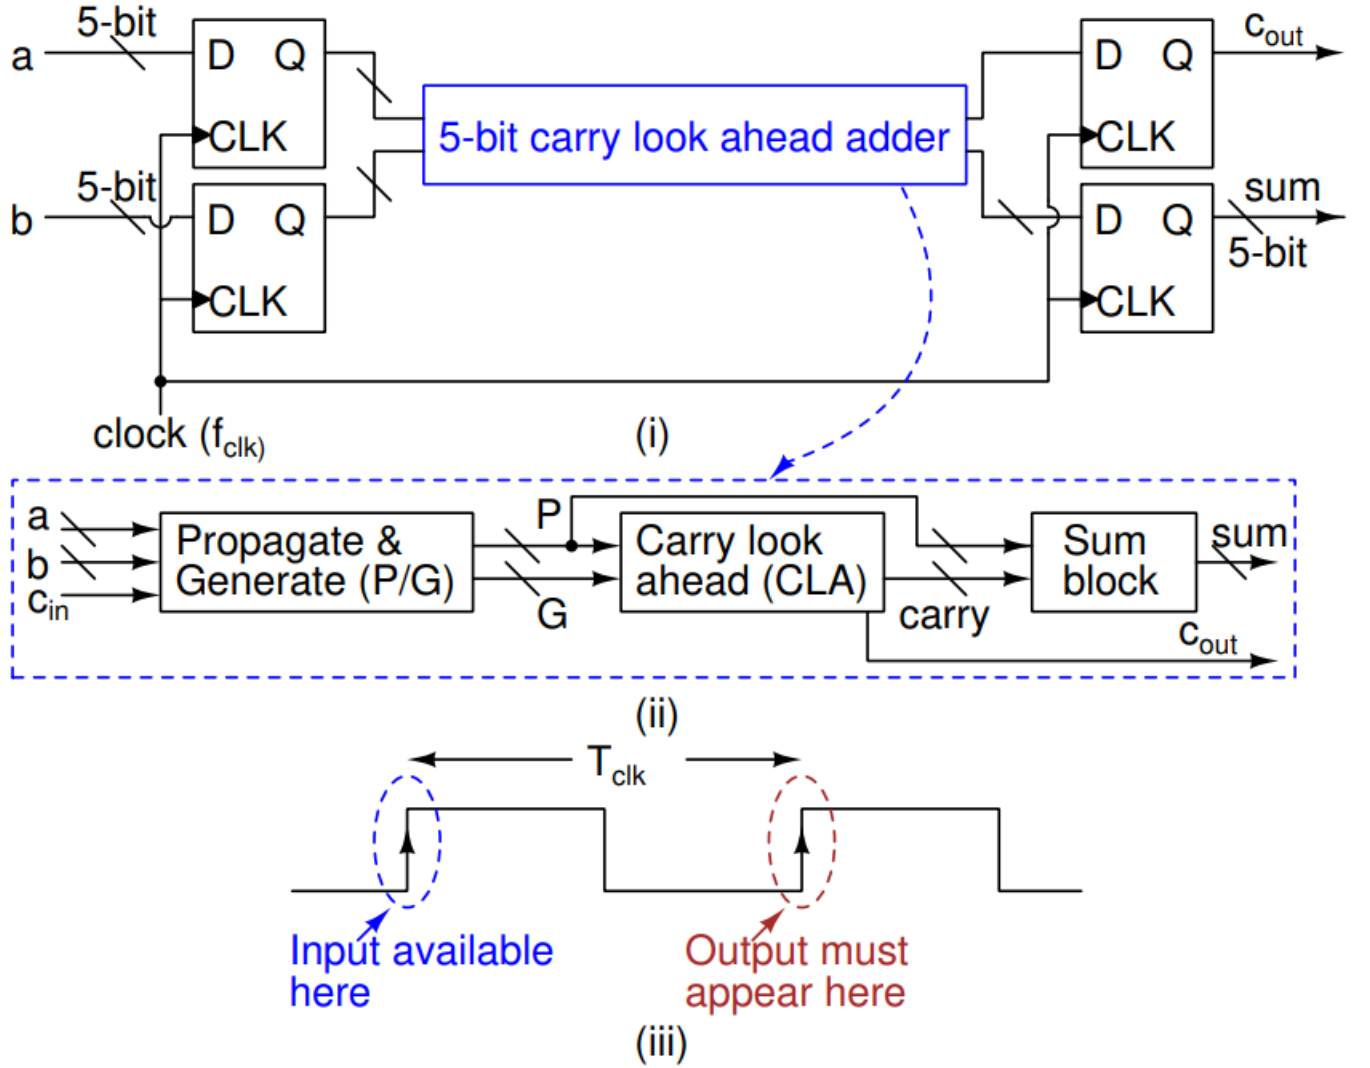 5-bit
a
D Q
CLK
5-bit
b
D Q
CLK
5-bit carry look ahead adder
D Q
CLK
c_out
D Q
CLK
sum
5-bit
clock (f_clk)
(i)
a
b
c_in
Propagate &
Generate (P/G)
P
G
Carry look
ahead (CLA)
carry
Sum
block
sum
c_out
(ii)
T_clk
Input available
here
Output must
appear here
(iii)